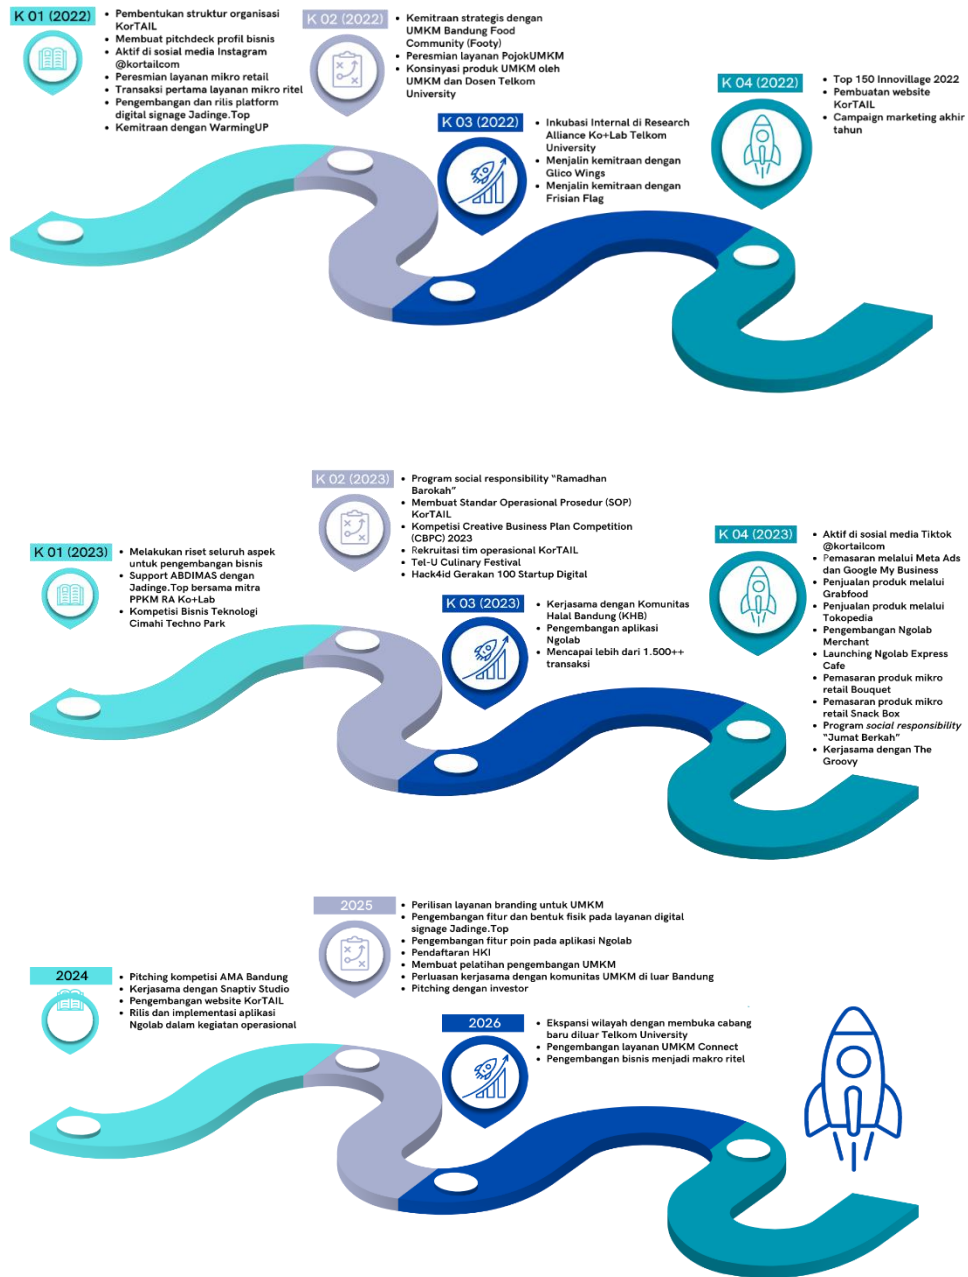 K 01 (2022)
• Pembentukan struktur organisasi
KorTAIL
• Membuat pitchdeck profil bisnis
• Aktif di sosial media Instagram
@kortailcom
• Peresmian layanan mikro retail
• Transaksi pertama layanan mikro ritel
• Pengembangan dan rilis platform
digital signage Jadinge.Top
• Kemitraan dengan WarmingUP
K 02 (2022)
• Kemitraan strategis dengan
UMKM Bandung Food
Community (Footy)
• Peresmian layanan PojokUMKM
• Konsinyasi produk UMKM oleh
UMKM dan Dosen Telkom
University
K 03 (2022)
• Inkubasi Internal di Research
Alliance Ko+Lab Telkom
University
• Menjalin kemitraan dengan
Glico Wings
• Menjalin kemitraan dengan
Frisian Flag
K 04 (2022)
• Top 150 Innovillage 2022
• Pembuatan website
KorTAIL
• Campaign marketing akhir
tahun
K 01 (2023)
• Melakukan riset seluruh aspek
untuk pengembangan bisnis
• Support ABDIMAS dengan
Jadinge.Top bersama mitra
PPKM RA Ko+Lab
• Kompetisi Bisnis Teknologi
Cimahi Techno Park
K 02 (2023)
• Program social responsibility “Ramadhan
Barokah”
• Membuat Standar Operasional Prosedur (SOP)
KorTAIL
• Kompetisi Creative Business Plan Competition
(CBPC) 2023
• Rekruitasi tim operasional KorTAIL
• Tel-U Culinary Festival
• Hack4id Gerakan 100 Startup Digital
K 03 (2023)
• Kerjasama dengan Komunitas
Halal Bandung (KHB)
• Pengembangan aplikasi
Ngolab
• Mencapai lebih dari 1.500++
transaksi
K 04 (2023)
• Aktif di sosial media Tiktok
@kortailcom
• Pemasaran melalui Meta Ads
dan Google My Business
• Penjualan produk melalui
Grabfood
• Penjualan produk melalui
Tokopedia
• Pengembangan Ngolab
Merchant
• Launching Ngolab Express
Cafe
• Pemasaran produk mikro
retail Bouquet
• Pemasaran produk mikro
retail Snack Box
• Program social responsibility
“Jumat Berkah”
• Kerjasama dengan The
Groovy
2024
• Pitching kompetisi AMA Bandung
• Kerjasama dengan Snaptiv Studio
• Pengembangan website KorTAIL
• Rilis dan implementasi aplikasi
Ngolab dalam kegiatan operasional
2025
• Perilisan layanan branding untuk UMKM
• Pengembangan fitur dan bentuk fisik pada layanan digital
signage Jadinge.Top
• Pengembangan fitur poin pada aplikasi Ngolab
• Pendaftaran HKI
• Membuat pelatihan pengembangan UMKM
• Perluasan kerjasama dengan komunitas UMKM di luar Bandung
• Pitching dengan investor
2026
• Ekspansi wilayah dengan membuka cabang
baru diluar Telkom University
• Pengembangan layanan UMKM Connect
• Pengembangan bisnis menjadi makro ritel